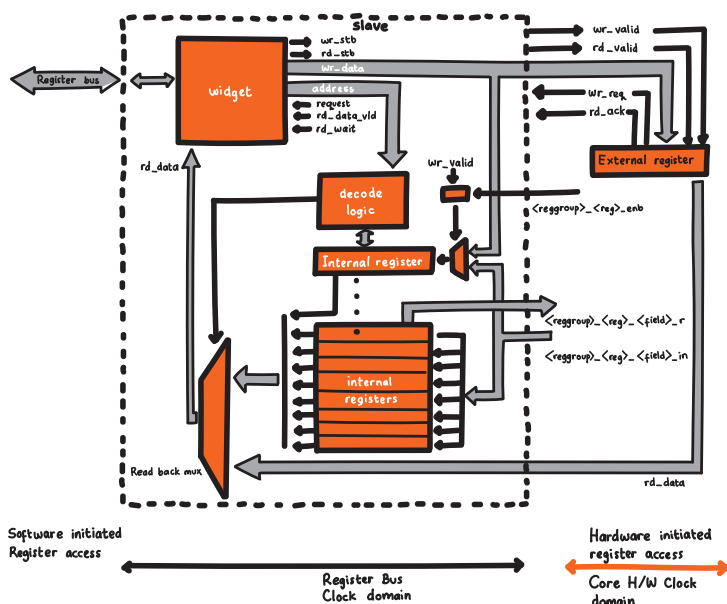 slave
wr_stb
rd_stb
wr_data
address
request
rd_data_vld
rd_wait
widget
Register bus
wr_valid
rd_valid
wr_req
rd_ack
External register
rd_data
wr_valid
decode
logic
<reggroup>_<reg>_enb
Internal register
<reggroup>_<reg>_<field>_r
<reggroup>_<reg>_<field>_in
internal
registers
Read back mux
rd_data
Software initiated
Register access
Hardware initiated
register access
Register Bus
Clock domain
Core H/W Clock
domain